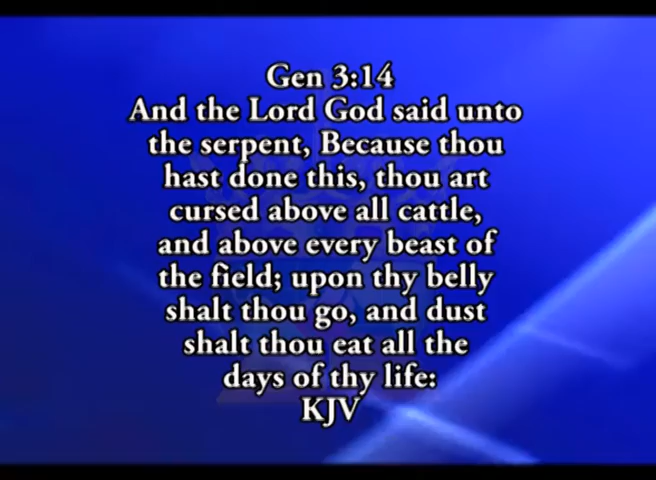 Gen 3:14
And the Lord God said unto
the serpent, Because thou
hast done this, thou art
cursed above all cattle,
and above every beast of
the field; upon thy belly
shalt thou go, and dust
shalt thou eat all the
days of thy life:
KJV